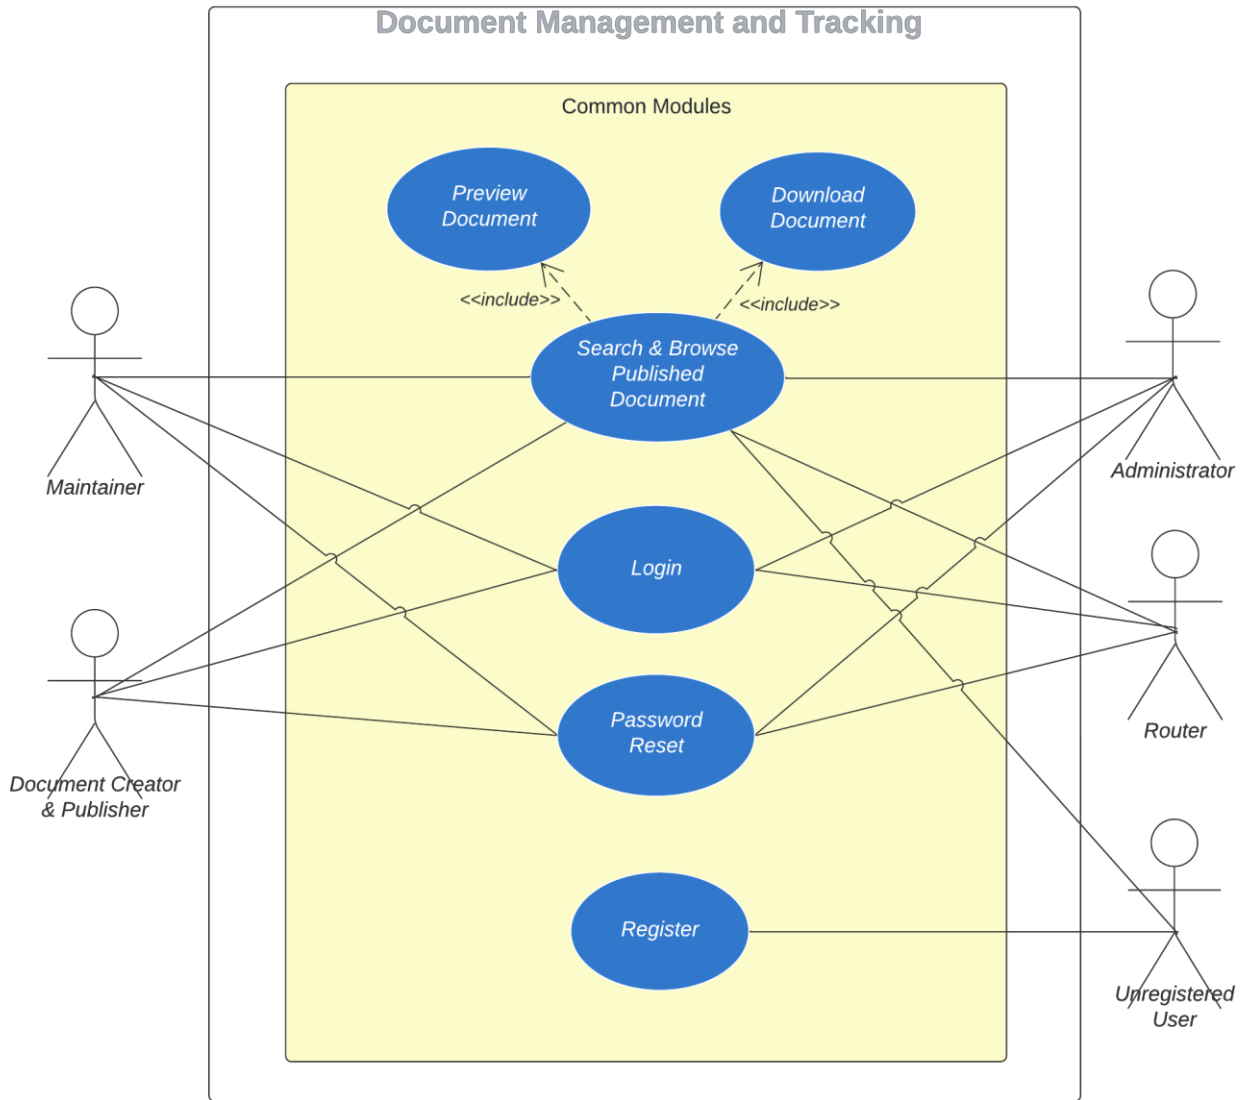 Document Management and Tracking
Common Modules
Preview
Document
Download
Document
<<include>>
<<include>>
Search & Browse
Published
Document
Maintainer
Administrator
Login
Password
Reset
Router
Document Creator
& Publisher
Register
Unregistered
User